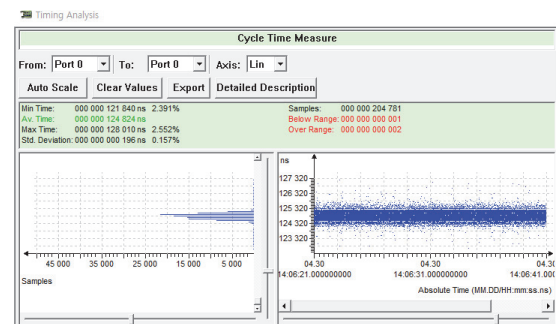 Timing Analysis
Cycle Time Measure
From: Port 0 To: Port 0 Axis: Lin
Auto Scale Clear Values Export Detailed Description
Min Time: 000 000 121 840 ns 2.391% Samples: 000 000 204 781
Av. Time: 000 000 124 824 ns Below Range: 000 000 000 001
Max Time: 000 000 128 010 ns 2.552% Over Range: 000 000 000 002
Std. Deviation: 000 000 000 196 ns 0.157%
ns
127 320
126 320
125 320
124 320
123 320
45 000 35 000 25 000 15 000 5 000
04.30 04.30 04.30
14:06:21.000000000 14:06:31.000000000 14:06:41.000
Samples
Absolute Time (MM.DD/HH:mm:ss.ns)